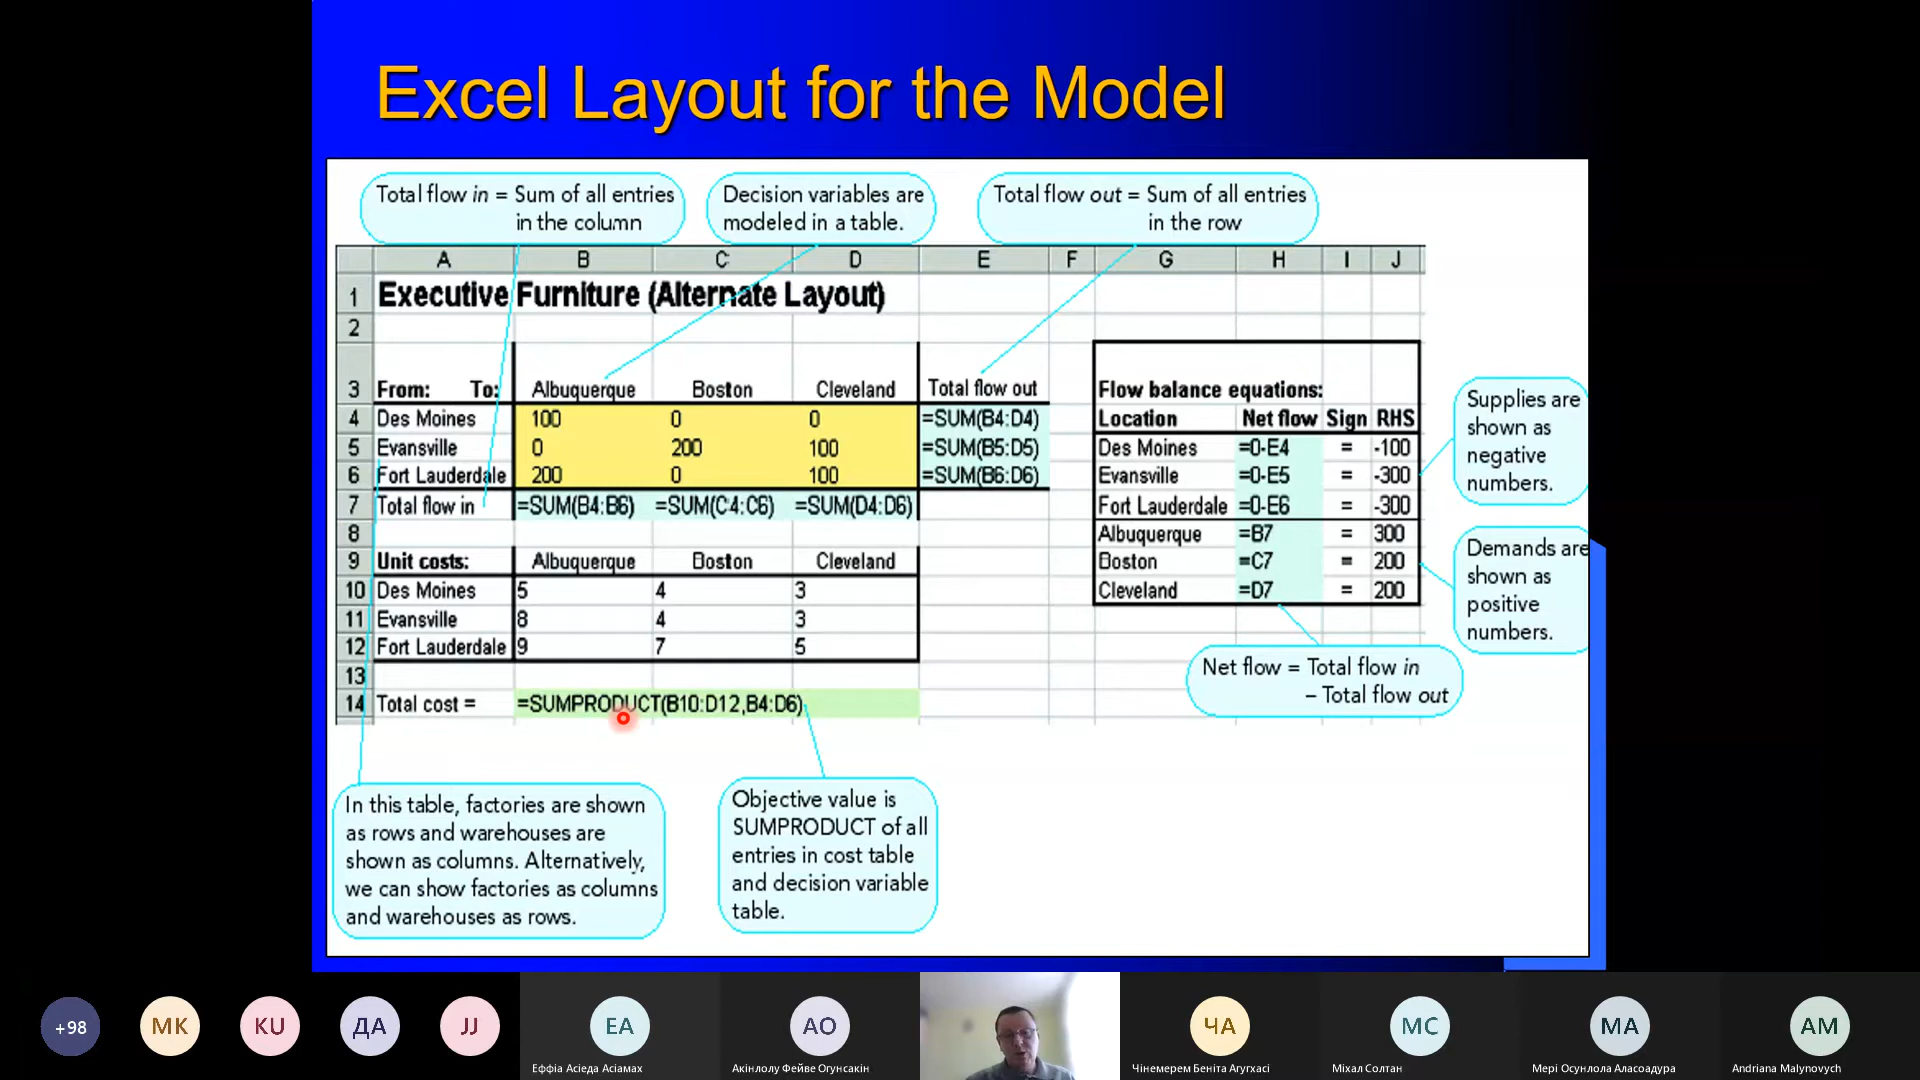 Excel Layout for the Model
Total flow in = Sum of all entries
in the column
Decision variables are
modeled in a table.
Total flow out = Sum of all entries
in the row
A B C D E F G H I J
1 Executive Furniture (Alternate Layout)
2
3 From: To: Albuquerque Boston Cleveland Total flow out Flow balance equations:
4 Des Moines 100 0 0 =SUM(B4:D4) Location Net flow Sign RHS
5 Evansville 0 200 100 =SUM(B5:D5) Des Moines =0-E4 = -100
6 Fort Lauderdale 200 0 100 =SUM(B6:D6) Evansville =0-E5 = -300
7 Total flow in =SUM(B4:B6) =SUM(C4:C6) =SUM(D4:D6) Fort Lauderdale =0-E6 = -300
8 Albuquerque =B7 = 300
9 Unit costs: Albuquerque Boston Cleveland Boston =C7 = 200
10 Des Moines 5 4 3 Cleveland =D7 = 200
11 Evansville 8 4 3
12 Fort Lauderdale 9 7 5
13
14 Total cost = =SUMPRODUCT(B10:D12,B4:D6)
Supplies are
shown as
negative
numbers.
Demands are
shown as
positive
numbers.
Net flow = Total flow in
– Total flow out
In this table, factories are shown
as rows and warehouses are
shown as columns. Alternatively,
we can show factories as columns
and warehouses as rows.
Objective value is
SUMPRODUCT of all
entries in cost table
and decision variable
table.
+98 МК KU ДА JJ ЕА АО ЧА МС МА AM
Еффіа Асіеда Асіамах Акінлолу Фейве Огунсакін Чінемерем Беніта Агугхасі Міхал Солтан Мері Осунлола Аласоадура Andriana Malynovych